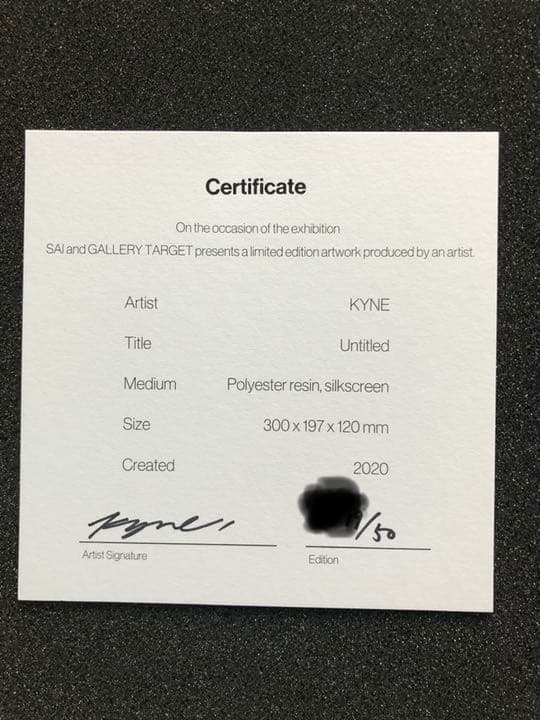 Certificate
On the occasion of the exhibition
SAI and GALLERY TARGET presents a limited edition artwork produced by an artist.
Artist KYNE
Title Untitled
Medium Polyester resin, silkscreen
Size 300 x 197 x 120 mm
Created 2020
Kyne /50
Artist Signature Edition